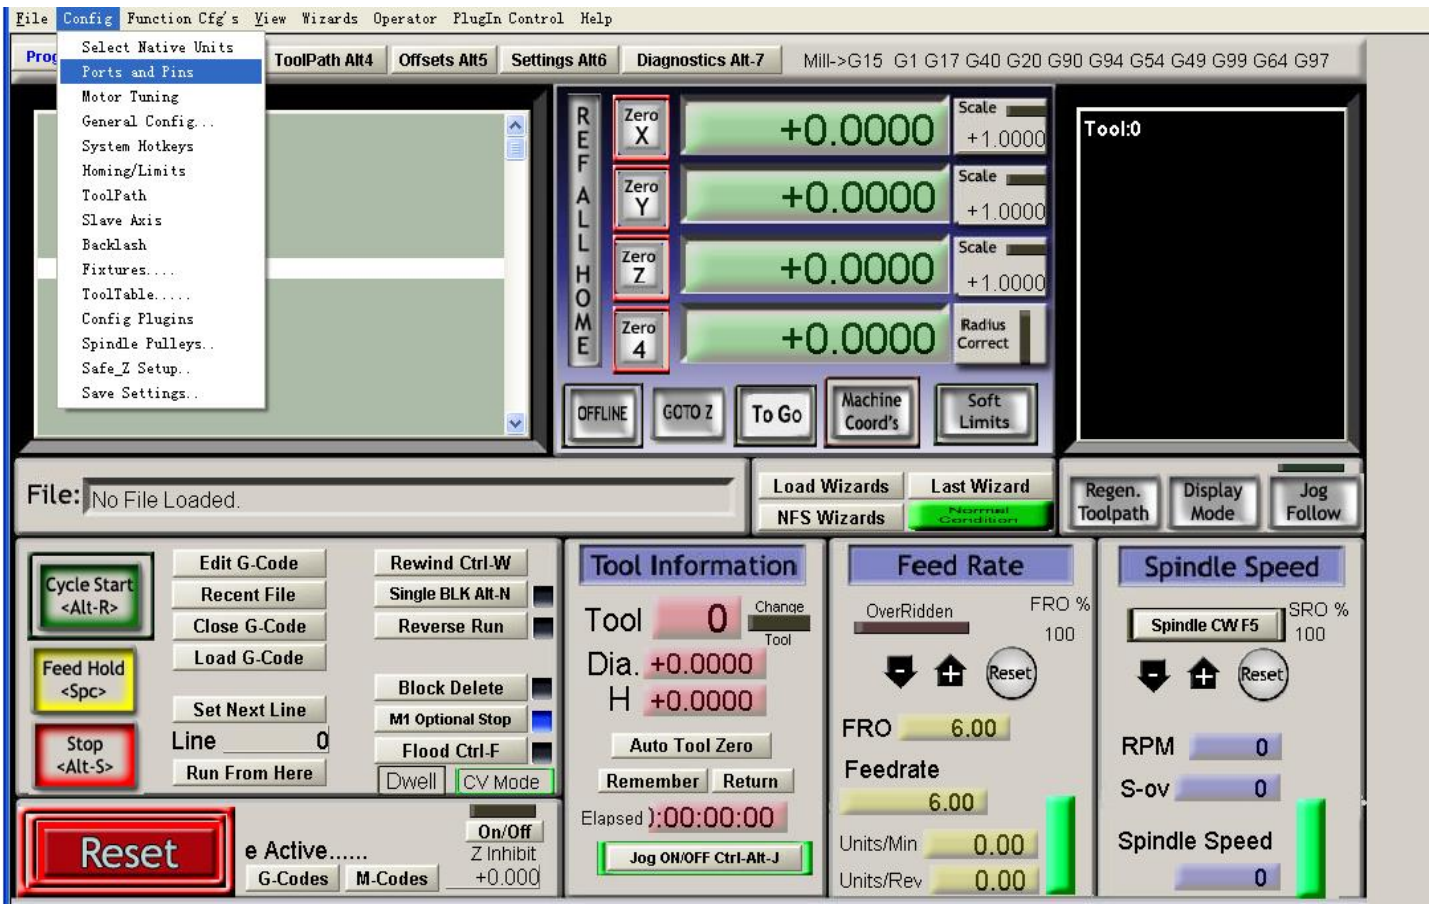 File Config Function Cfg's View Wizards Operator PlugIn Control Help
Select Native Units
Ports and Pins
Motor Tuning
General Config...
System Hotkeys
Homing/Limits
ToolPath
Slave Axis
Backlash
Fixtures....
ToolTable.....
Config Plugins
Spindle Pulleys..
Safe_Z Setup..
Save Settings..
Prog
ToolPath Alt4 Offsets Alt5 Settings Alt6 Diagnostics Alt-7 Mill->G15 G1 G17 G40 G20 G90 G94 G54 G49 G99 G64 G97
REF ALL HOME
Zero X +0.0000 Scale +1.0000
Zero Y +0.0000 Scale +1.0000
Zero Z +0.0000 Scale +1.0000
Zero 4 +0.0000 Radius Correct
OFFLINE GOTO Z To Go Machine Coord's Soft Limits
Tool:0
File: No File Loaded.
Load Wizards Last Wizard
NFS Wizards Normal Condition
Regen. Toolpath Display Mode Jog Follow
Cycle Start <Alt-R>
Feed Hold <Spc>
Stop <Alt-S>
Edit G-Code Rewind Ctrl-W
Recent File Single BLK Alt-N
Close G-Code Reverse Run
Load G-Code
Block Delete
Set Next Line M1 Optional Stop
Line 0 Flood Ctrl-F
Run From Here Dwell CV Mode
Reset
e Active......
G-Codes M-Codes
On/Off
Z Inhibit
+0.000
Tool Information
Tool 0 Change Tool
Dia. +0.0000
H +0.0000
Auto Tool Zero
Remember Return
Elapsed ):00:00:00
Jog ON/OFF Ctrl-Alt-J
Feed Rate
OverRidden FRO %
100
Reset
FRO 6.00
Feedrate
6.00
Units/Min 0.00
Units/Rev 0.00
Spindle Speed
Spindle CW F5 SRO %
100
Reset
RPM 0
S-ov 0
Spindle Speed
0